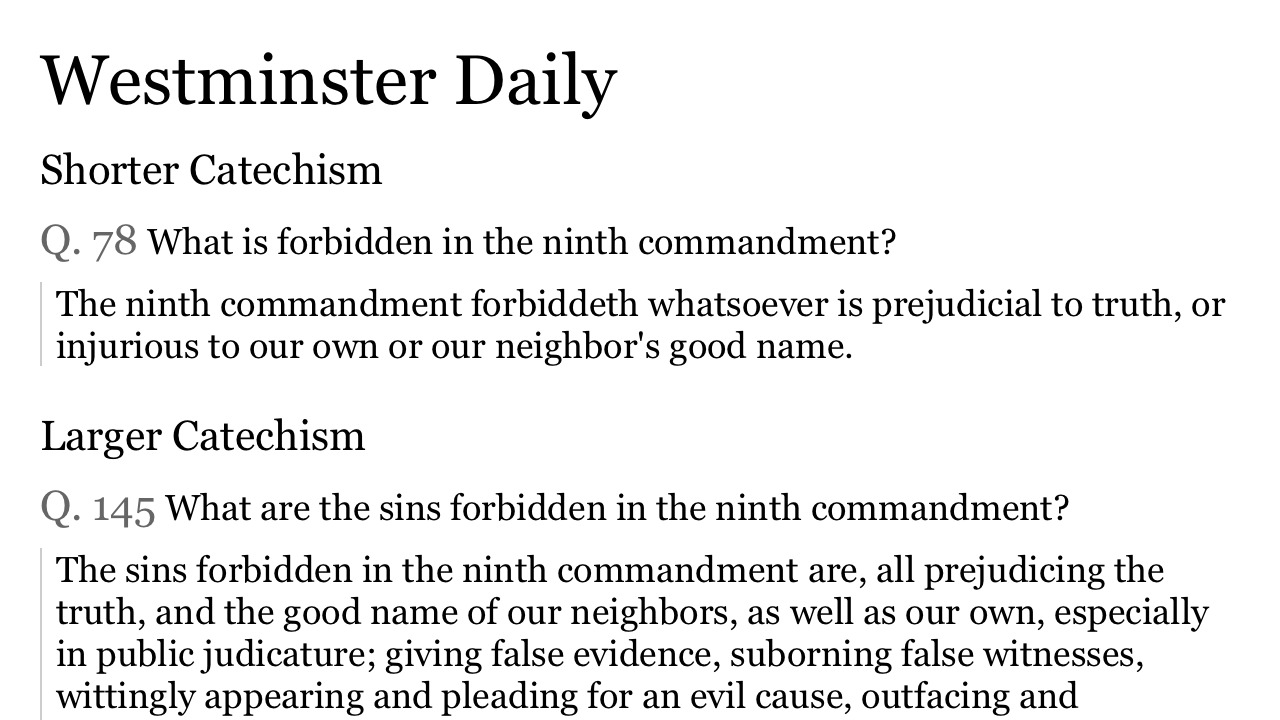 Westminster Daily
Shorter Catechism
Q. 78 What is forbidden in the ninth commandment?
The ninth commandment forbiddeth whatsoever is prejudicial to truth, or
injurious to our own or our neighbor's good name.
Larger Catechism
Q. 145 What are the sins forbidden in the ninth commandment?
The sins forbidden in the ninth commandment are, all prejudicing the
truth, and the good name of our neighbors, as well as our own, especially
in public judicature; giving false evidence, suborning false witnesses,
wittingly appearing and pleading for an evil cause, outfacing and